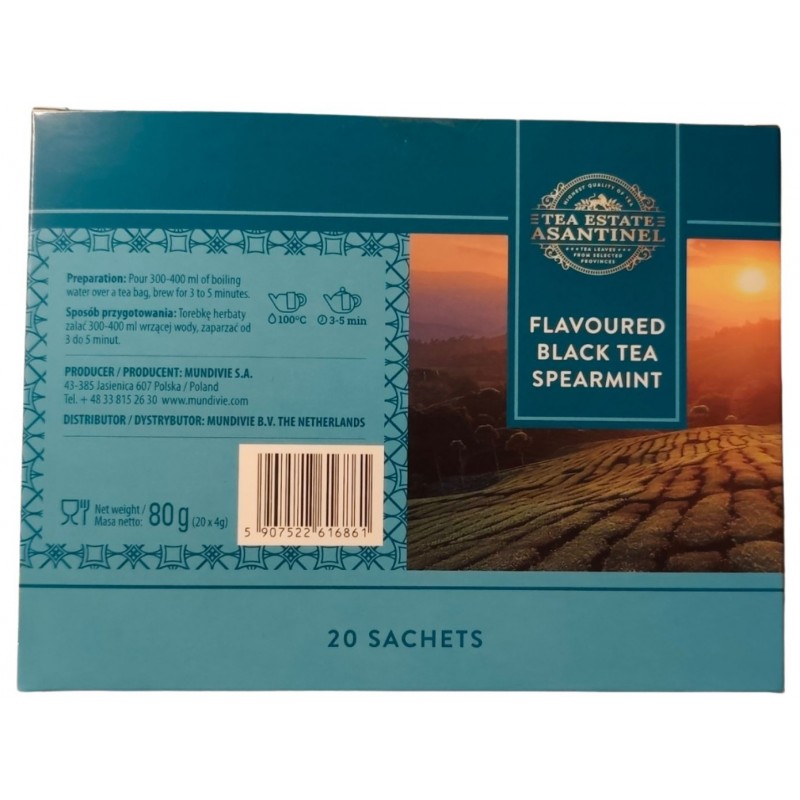 HIGHEST QUALITY OF TEA
TEA ESTATE
ASANTINEL
TEA LEAVES
FROM SELECTED
PROVINCES
FLAVOURED
BLACK TEA
SPEARMINT
Preparation: Pour 300-400 ml of boiling
water over a tea bag, brew for 3 to 5 minutes.
Sposób przygotowania: Torebkę herbaty
zalać 300-400 ml wrzącej wody, zaparzać od
3 do 5 minut.
100°C
3-5 min
PRODUCER / PRODUCENT: MUNDIVIE S.A.
43-385 Jasienica 607 Polska / Poland
Tel. + 48 33 815 26 30 www.mundivie.com
DISTRIBUTOR / DYSTRYBUTOR: MUNDIVIE B.V. THE NETHERLANDS
Net weight /
Masa netto: 80 g (20 x 4g)
5 907522 616861
20 SACHETS